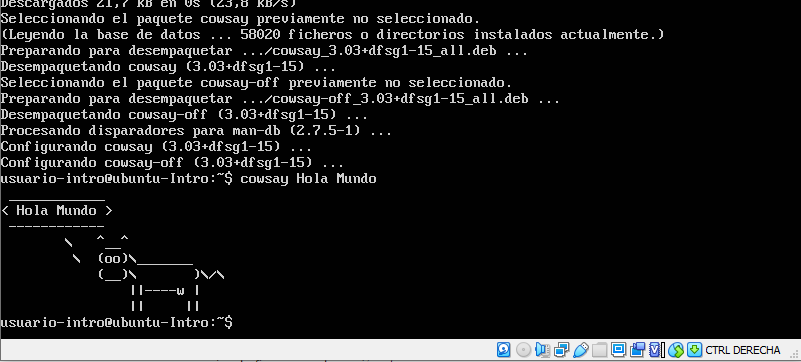 Descargados 21,7 kB en 0s (23,8 kB/s)
Seleccionando el paquete cowsay previamente no seleccionado.
(Leyendo la base de datos ... 58020 ficheros o directorios instalados actualmente.)
Preparando para desempaquetar .../cowsay_3.03+dfsg1-15_all.deb ...
Desempaquetando cowsay (3.03+dfsg1-15) ...
Seleccionando el paquete cowsay-off previamente no seleccionado.
Preparando para desempaquetar .../cowsay-off_3.03+dfsg1-15_all.deb ...
Desempaquetando cowsay-off (3.03+dfsg1-15) ...
Procesando disparadores para man-db (2.7.5-1) ...
Configurando cowsay (3.03+dfsg1-15) ...
Configurando cowsay-off (3.03+dfsg1-15) ...
usuario-intro@ubuntu-Intro:~$ cowsay Hola Mundo
 ____________
< Hola Mundo >
 ------------
        \   ^__^
         \  (oo)\_______
            (__)\       )\/\
                ||----w |
                ||     ||
usuario-intro@ubuntu-Intro:~$
CTRL DERECHA